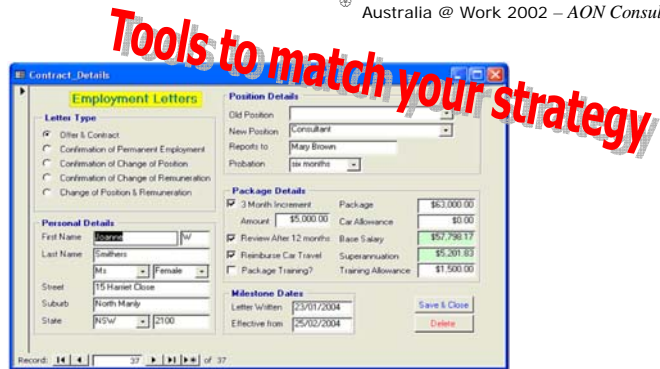 Australia @ Work 2002 – AON Consul
Tools to match your strategy
Contract_Details
Employment Letters
Letter Type
Offer & Contract
Confirmation of Permanent Employment
Confirmation of Change of Position
Confirmation of Change of Remuneration
Change of Position & Remuneration
Personal Details
First Name Joanne W
Last Name Smithers
Ms Female
Street 15 Harriet Close
Suburb North Manly
State NSW 2100
Position Details
Old Position
New Position Consultant
Reports to Mary Brown
Probation six months
Package Details
3 Month Increment Package $63,000.00
Amount $5,000.00 Car Allowance $0.00
Review After 12 months Base Salary $57,798.17
Reimburse Car Travel Superannuation $5,201.83
Package Training? Training Allowance $1,500.00
Milestone Dates
Letter Written 23/01/2004
Effective from 25/02/2004
Save & Close
Delete
Record: 37 of 37